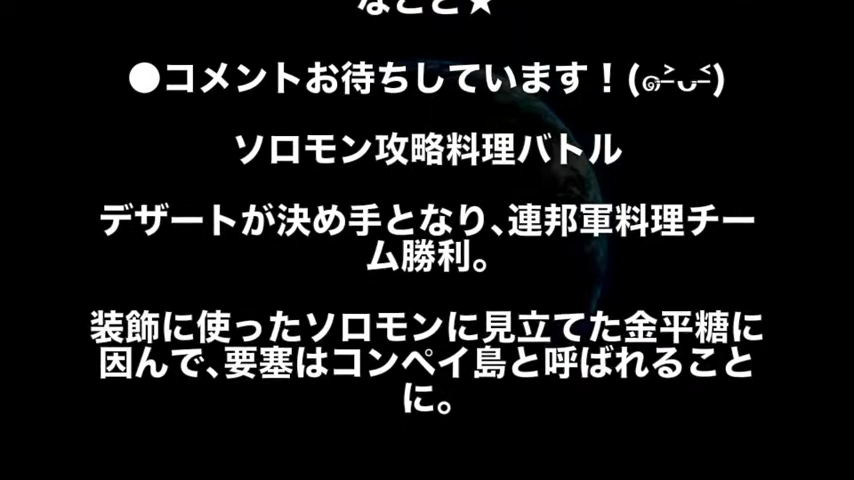 なこと★
●コメントお待ちしています！(๑˃̵ᴗ˂̵)
ソロモン攻略料理バトル
デザートが決め手となり、連邦軍料理チー
ム勝利。
装飾に使ったソロモンに見立てた金平糖に
因んで、要塞はコンペイ島と呼ばれること
に。